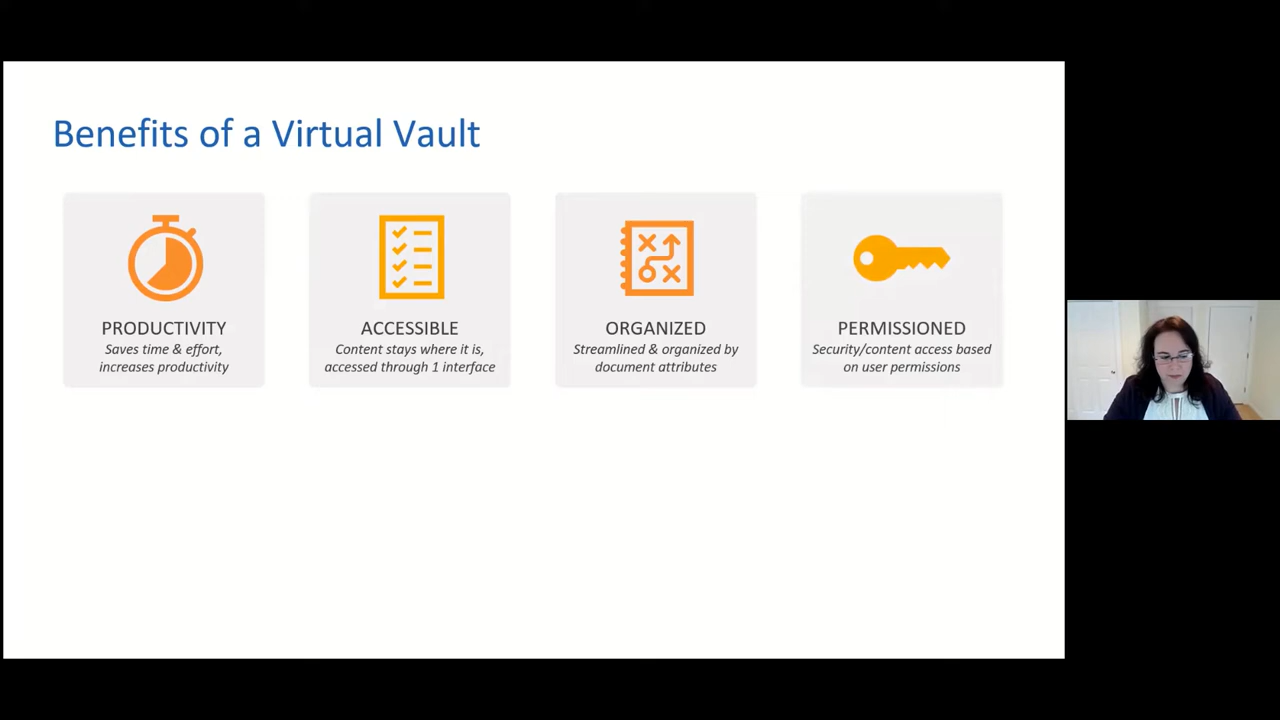 Benefits of a Virtual Vault
PRODUCTIVITY
Saves time & effort,
increases productivity
ACCESSIBLE
Content stays where it is,
accessed through 1 interface
ORGANIZED
Streamlined & organized by
document attributes
PERMISSIONED
Security/content access based
on user permissions